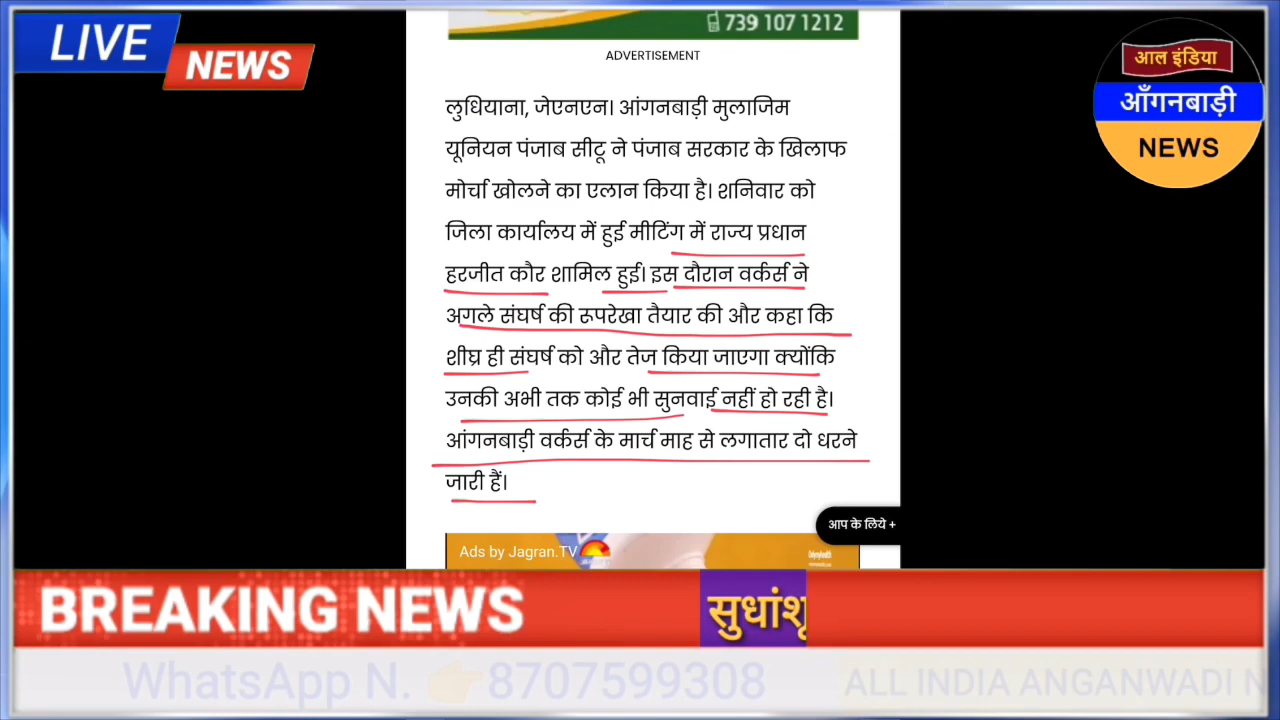 LIVE
NEWS
739 107 1212
ADVERTISEMENT
आल इंडिया
आँगनबाड़ी
NEWS
लुधियाना, जेएनएन। आंगनबाड़ी मुलाजिम
यूनियन पंजाब सीटू ने पंजाब सरकार के खिलाफ
मोर्चा खोलने का एलान किया है। शनिवार को
जिला कार्यालय में हुई मीटिंग में राज्य प्रधान
हरजीत कौर शामिल हुई। इस दौरान वर्कर्स ने
अगले संघर्ष की रूपरेखा तैयार की और कहा कि
शीघ्र ही संघर्ष को और तेज किया जाएगा क्योंकि
उनकी अभी तक कोई भी सुनवाई नहीं हो रही है।
आंगनबाड़ी वर्कर्स के मार्च माह से लगातार दो धरने
जारी हैं।
आप के लिये +
Ads by Jagran.TV
BREAKING NEWS
सुधांशू
WhatsApp N. 👉8707599308
ALL INDIA ANGANWADI N